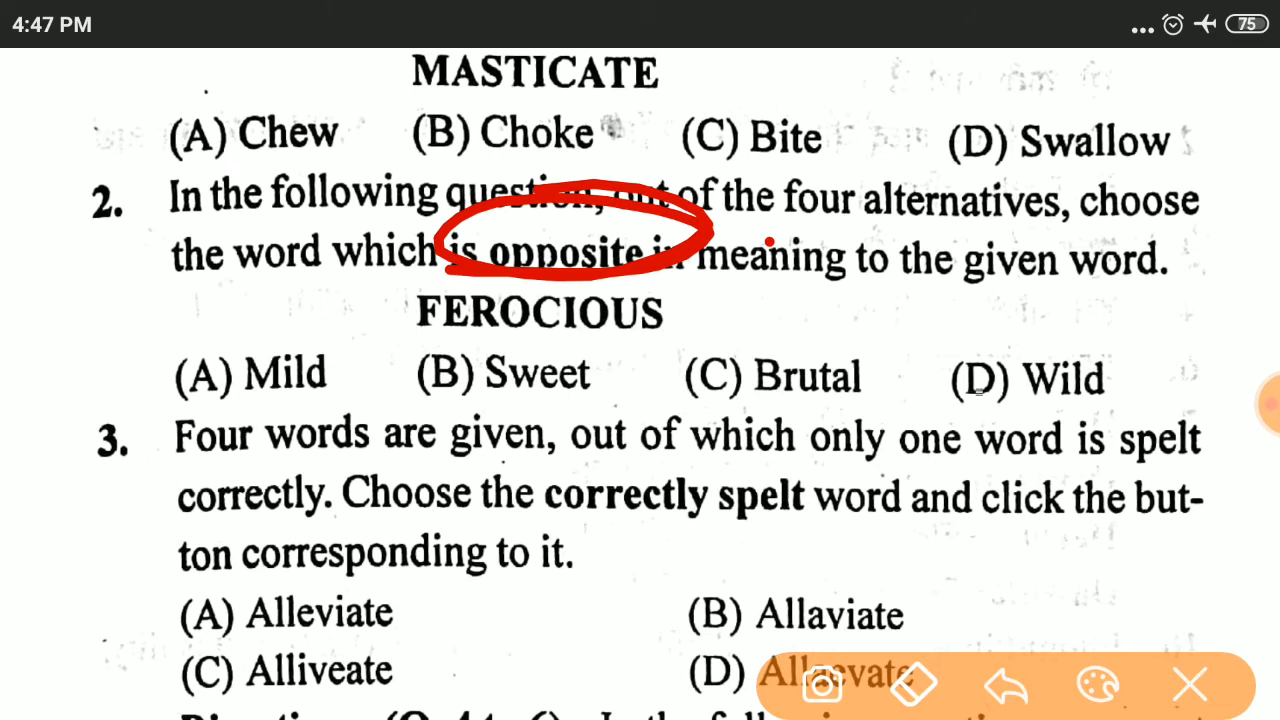 4:47 PM
75
MASTICATE
(A) Chew (B) Choke (C) Bite (D) Swallow
2. In the following question, out of the four alternatives, choose
the word which is opposite in meaning to the given word.
FEROCIOUS
(A) Mild (B) Sweet (C) Brutal (D) Wild
3. Four words are given, out of which only one word is spelt
correctly. Choose the correctly spelt word and click the but-
ton corresponding to it.
(A) Alleviate (B) Allaviate
(C) Alliveate (D)